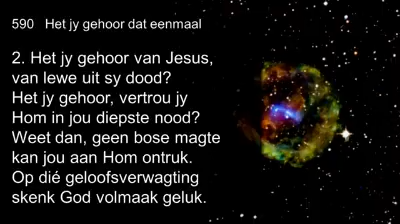 590 Het jy gehoor dat eenmaal
2. Het jy gehoor van Jesus,
van lewe uit sy dood?
Het jy gehoor, vertrou jy
Hom in jou diepste nood?
Weet dan, geen bose magte
kan jou aan Hom ontruk.
Op dié geloofsverwagting
skenk God volmaak geluk.